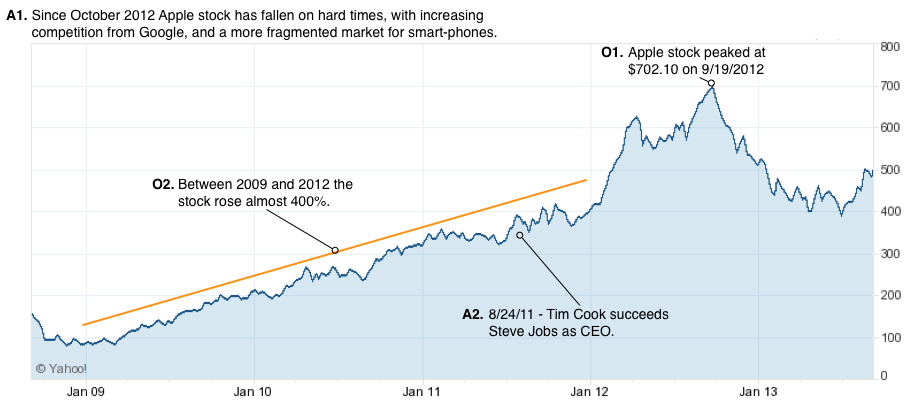 A1. Since October 2012 Apple stock has fallen on hard times, with increasing
competition from Google, and a more fragmented market for smart-phones.
800
O1. Apple stock peaked at
$702.10 on 9/19/2012
700
600
O2. Between 2009 and 2012 the
stock rose almost 400%.
500
400
300
200
A2. 8/24/11 - Tim Cook succeeds
Steve Jobs as CEO.
100
© Yahoo!
0
Jan 09
Jan 10
Jan 11
Jan 12
Jan 13